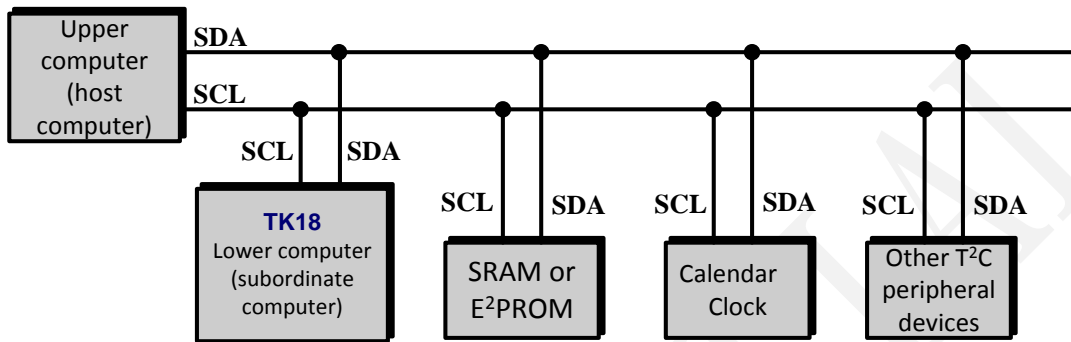 Upper
computer
(host
computer)
SDA
SCL
SCL
SDA
TK18
Lower computer
(subordinate
computer)
SCL
SDA
SRAM or
E²PROM
SCL
SDA
Calendar
Clock
SCL
SDA
Other T²C
peripheral
devices